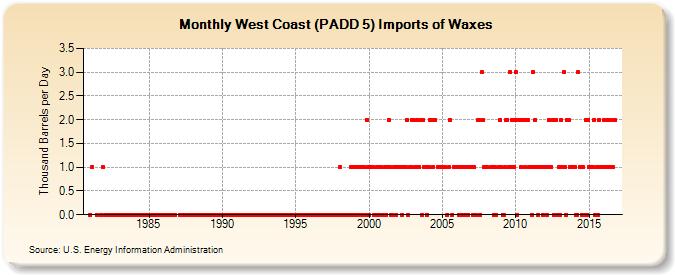 Monthly West Coast (PADD 5) Imports of Waxes
Thousand Barrels per Day
3.5
3.0
2.5
2.0
1.5
1.0
0.5
0.0
1985 1990 1995 2000 2005 2010 2015
Source: U.S. Energy Information Administration